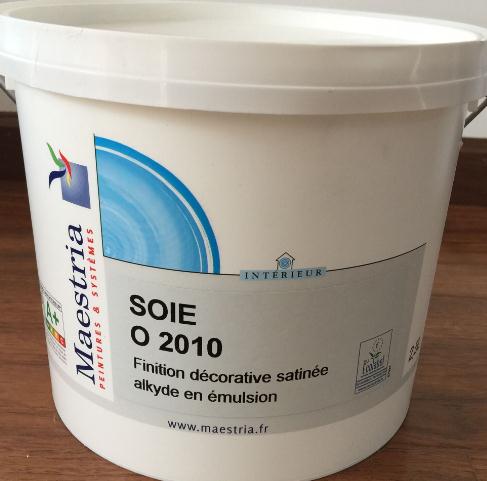 Maestria
PEINTURES & SYSTÈMES
INTÉRIEUR
SOIE
O 2010
Finition décorative satinée
alkyde en émulsion
A+
www.maestria.fr